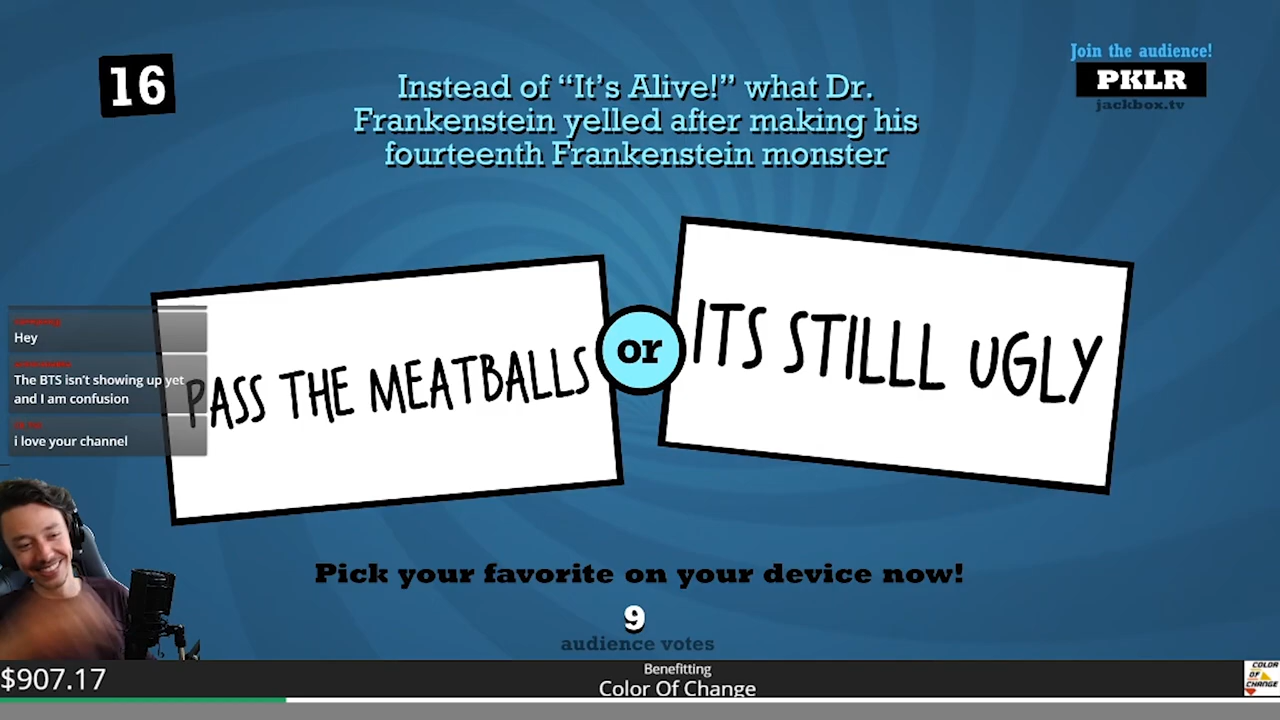 16
Instead of “It’s Alive!” what Dr.
Frankenstein yelled after making his
fourteenth Frankenstein monster
Join the audience!
PKLR
jackbox.tv
PASS THE MEATBALLS
or
ITS STILLL UGLY
Hey
The BTS isn't showing up yet
and I am confusion
i love your channel
Pick your favorite on your device now!
9
audience votes
$907.17
Benefitting
Color Of Change
COLOR
OF
CHANGE